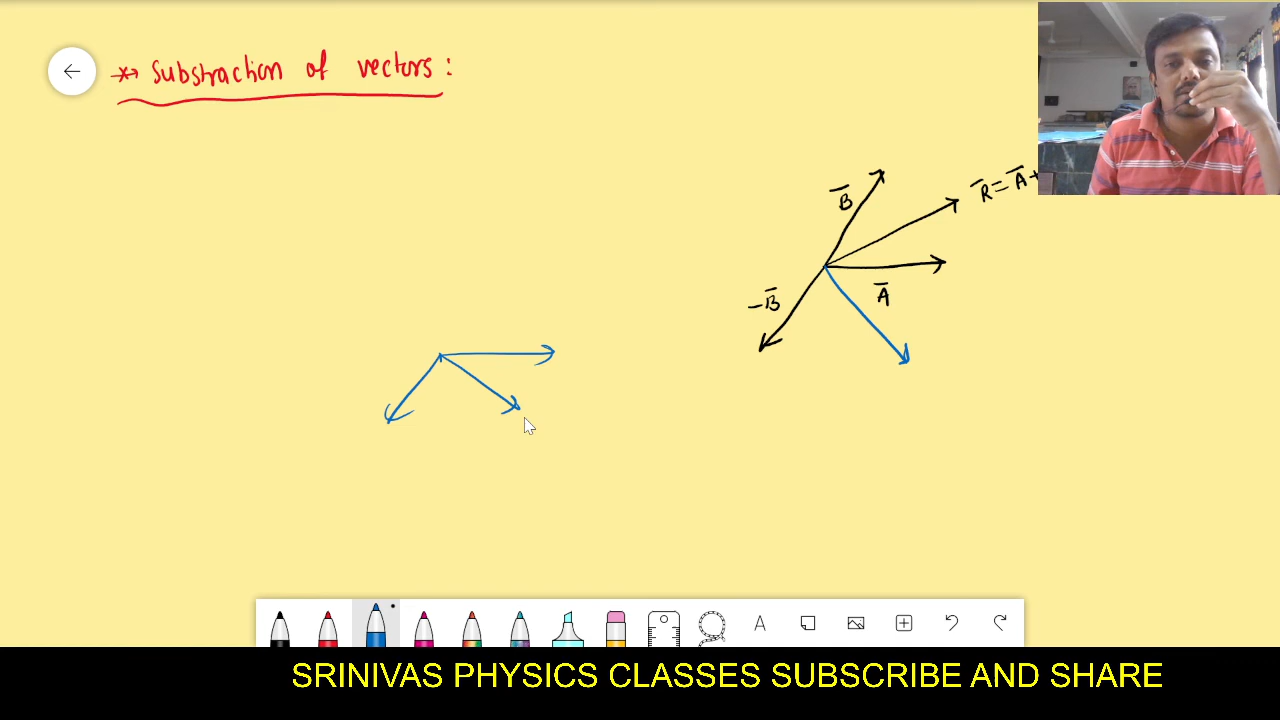 Substraction of vectors:
B̅
R̅=A̅+
-B̅
A̅
A
SRINIVAS PHYSICS CLASSES SUBSCRIBE AND SHARE